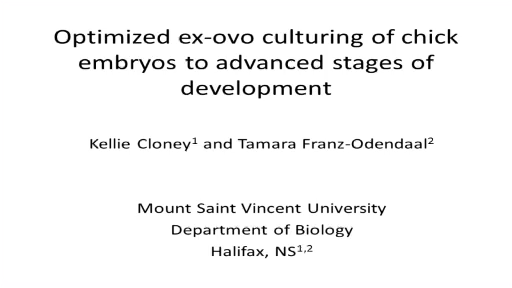 Optimized ex-ovo culturing of chick
embryos to advanced stages of
development
Kellie Cloney¹ and Tamara Franz-Odendaal²
Mount Saint Vincent University
Department of Biology
Halifax, NS¹,²